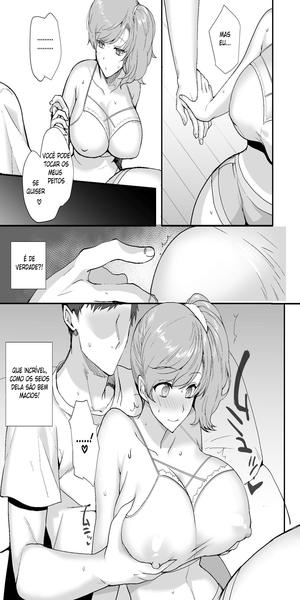 .........
.........
MAS
EU...
VOCÊ PODE
TOCAR OS
MEUS
PEITOS
SE
QUISER
♡
É DE
VERDADE?!
QUE INCRÍVEL,
COMO OS SEIOS
DELA SÃO BEM
MACIOS!
......
♡